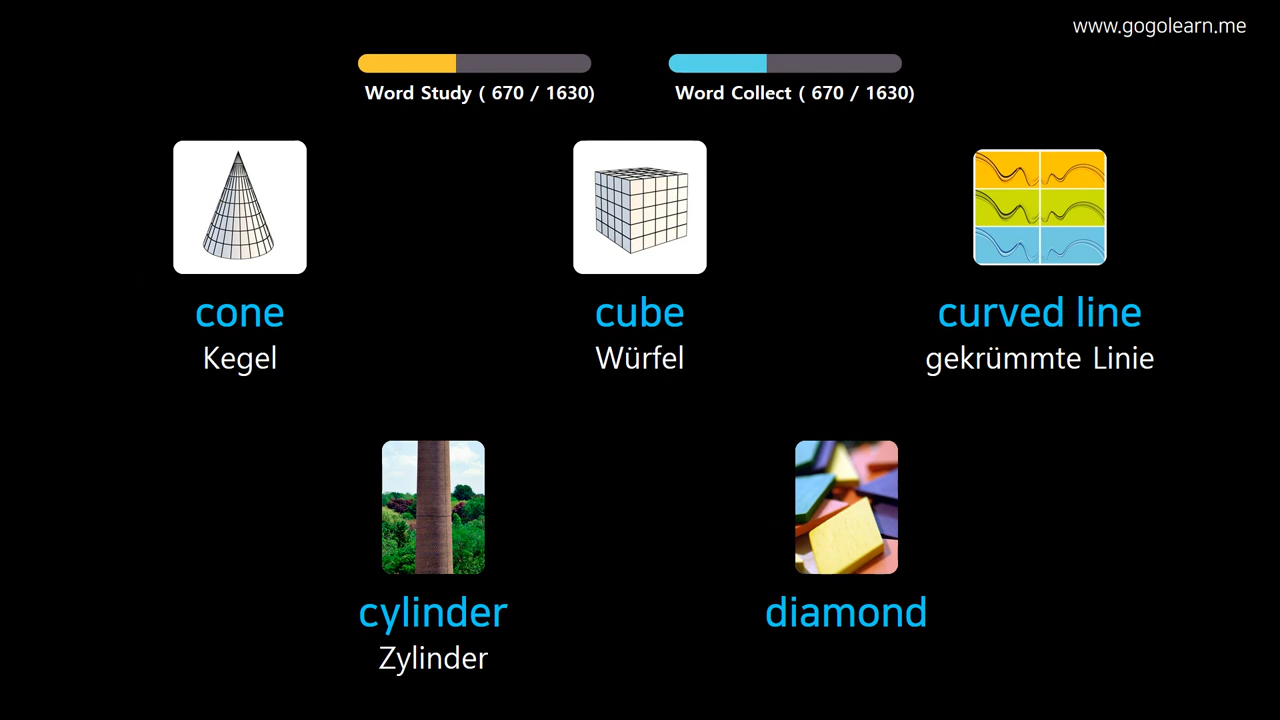 www.gogolearn.me
Word Study ( 670 / 1630)
Word Collect ( 670 / 1630)
cone
Kegel
cube
Würfel
curved line
gekrümmte Linie
cylinder
Zylinder
diamond